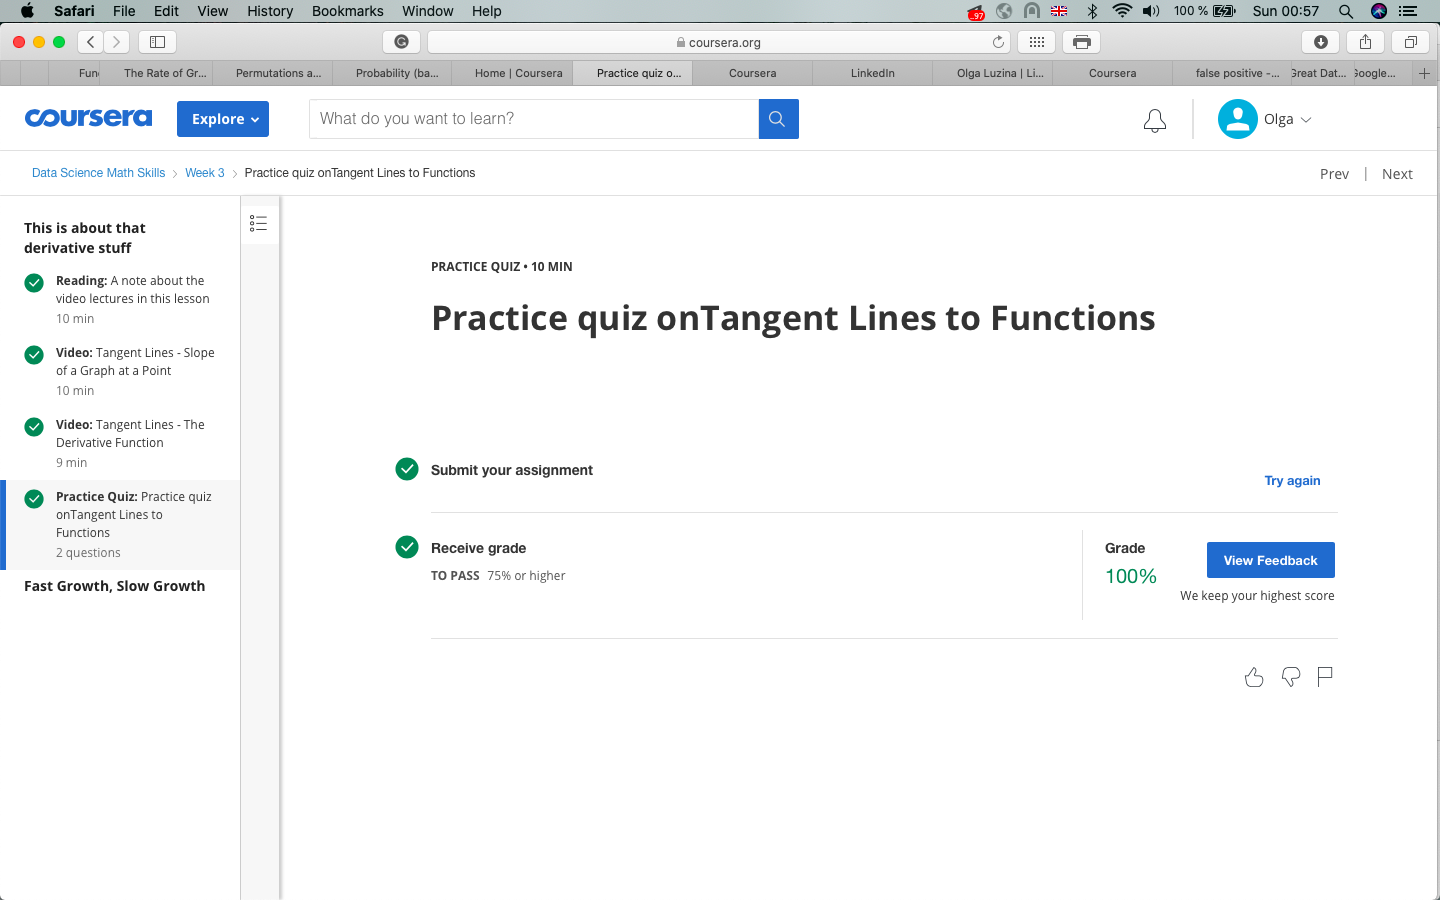 Safari File Edit View History Bookmarks Window Help 97 100 % Sun 00:57
coursera.org
The Rate of Gr... Permutations a... Probability (ba... Home | Coursera Practice quiz o... Coursera LinkedIn Olga Luzina | Li... Coursera false positive -... Great Dat... Google...
coursera Explore What do you want to learn? Olga
Data Science Math Skills Week 3 Practice quiz onTangent Lines to Functions Prev | Next
This is about that
derivative stuff
Reading: A note about the
video lectures in this lesson
10 min
Video: Tangent Lines - Slope
of a Graph at a Point
10 min
Video: Tangent Lines - The
Derivative Function
9 min
Practice Quiz: Practice quiz
onTangent Lines to
Functions
2 questions
Fast Growth, Slow Growth
PRACTICE QUIZ • 10 MIN
Practice quiz onTangent Lines to Functions
Submit your assignment
Try again
Receive grade
TO PASS 75% or higher
Grade
100%
View Feedback
We keep your highest score